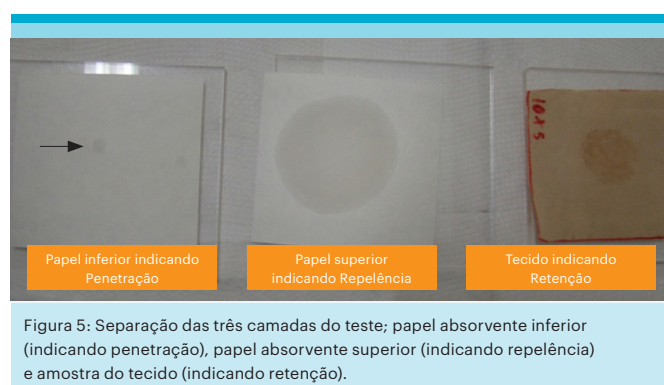 10x5
Papel inferior indicando
Penetração
Papel superior
indicando Repelência
Tecido indicando
Retenção
Figura 5: Separação das três camadas do teste; papel absorvente inferior
(indicando penetração), papel absorvente superior (indicando repelência)
e amostra do tecido (indicando retenção).